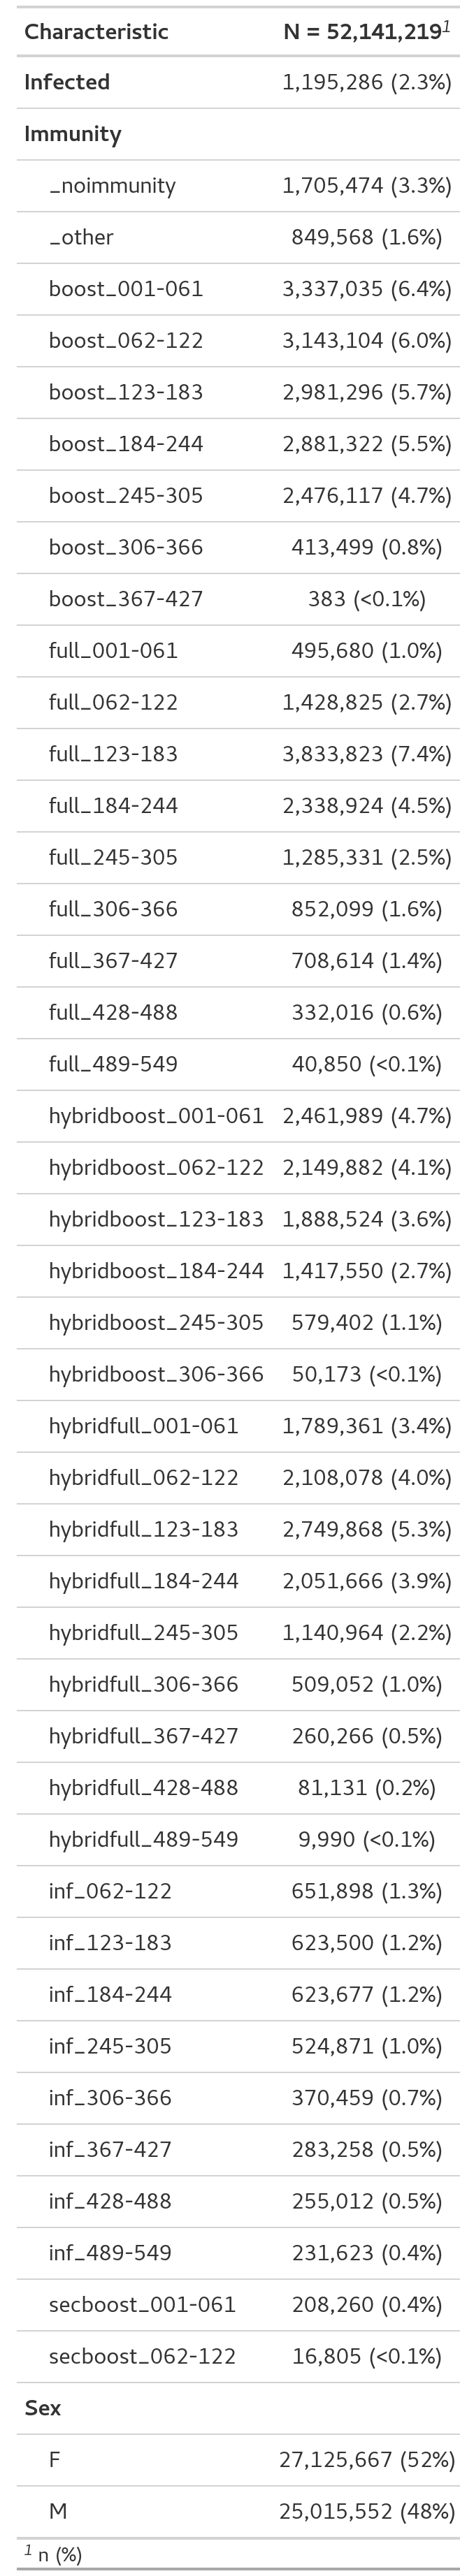 Characteristic N = 52,141,219¹
Infected 1,195,286 (2.3%)
Immunity
_noimmunity 1,705,474 (3.3%)
_other 849,568 (1.6%)
boost_001-061 3,337,035 (6.4%)
boost_062-122 3,143,104 (6.0%)
boost_123-183 2,981,296 (5.7%)
boost_184-244 2,881,322 (5.5%)
boost_245-305 2,476,117 (4.7%)
boost_306-366 413,499 (0.8%)
boost_367-427 383 (<0.1%)
full_001-061 495,680 (1.0%)
full_062-122 1,428,825 (2.7%)
full_123-183 3,833,823 (7.4%)
full_184-244 2,338,924 (4.5%)
full_245-305 1,285,331 (2.5%)
full_306-366 852,099 (1.6%)
full_367-427 708,614 (1.4%)
full_428-488 332,016 (0.6%)
full_489-549 40,850 (<0.1%)
hybridboost_001-061 2,461,989 (4.7%)
hybridboost_062-122 2,149,882 (4.1%)
hybridboost_123-183 1,888,524 (3.6%)
hybridboost_184-244 1,417,550 (2.7%)
hybridboost_245-305 579,402 (1.1%)
hybridboost_306-366 50,173 (<0.1%)
hybridfull_001-061 1,789,361 (3.4%)
hybridfull_062-122 2,108,078 (4.0%)
hybridfull_123-183 2,749,868 (5.3%)
hybridfull_184-244 2,051,666 (3.9%)
hybridfull_245-305 1,140,964 (2.2%)
hybridfull_306-366 509,052 (1.0%)
hybridfull_367-427 260,266 (0.5%)
hybridfull_428-488 81,131 (0.2%)
hybridfull_489-549 9,990 (<0.1%)
inf_062-122 651,898 (1.3%)
inf_123-183 623,500 (1.2%)
inf_184-244 623,677 (1.2%)
inf_245-305 524,871 (1.0%)
inf_306-366 370,459 (0.7%)
inf_367-427 283,258 (0.5%)
inf_428-488 255,012 (0.5%)
inf_489-549 231,623 (0.4%)
secboost_001-061 208,260 (0.4%)
secboost_062-122 16,805 (<0.1%)
Sex
F 27,125,667 (52%)
M 25,015,552 (48%)
¹ n (%)